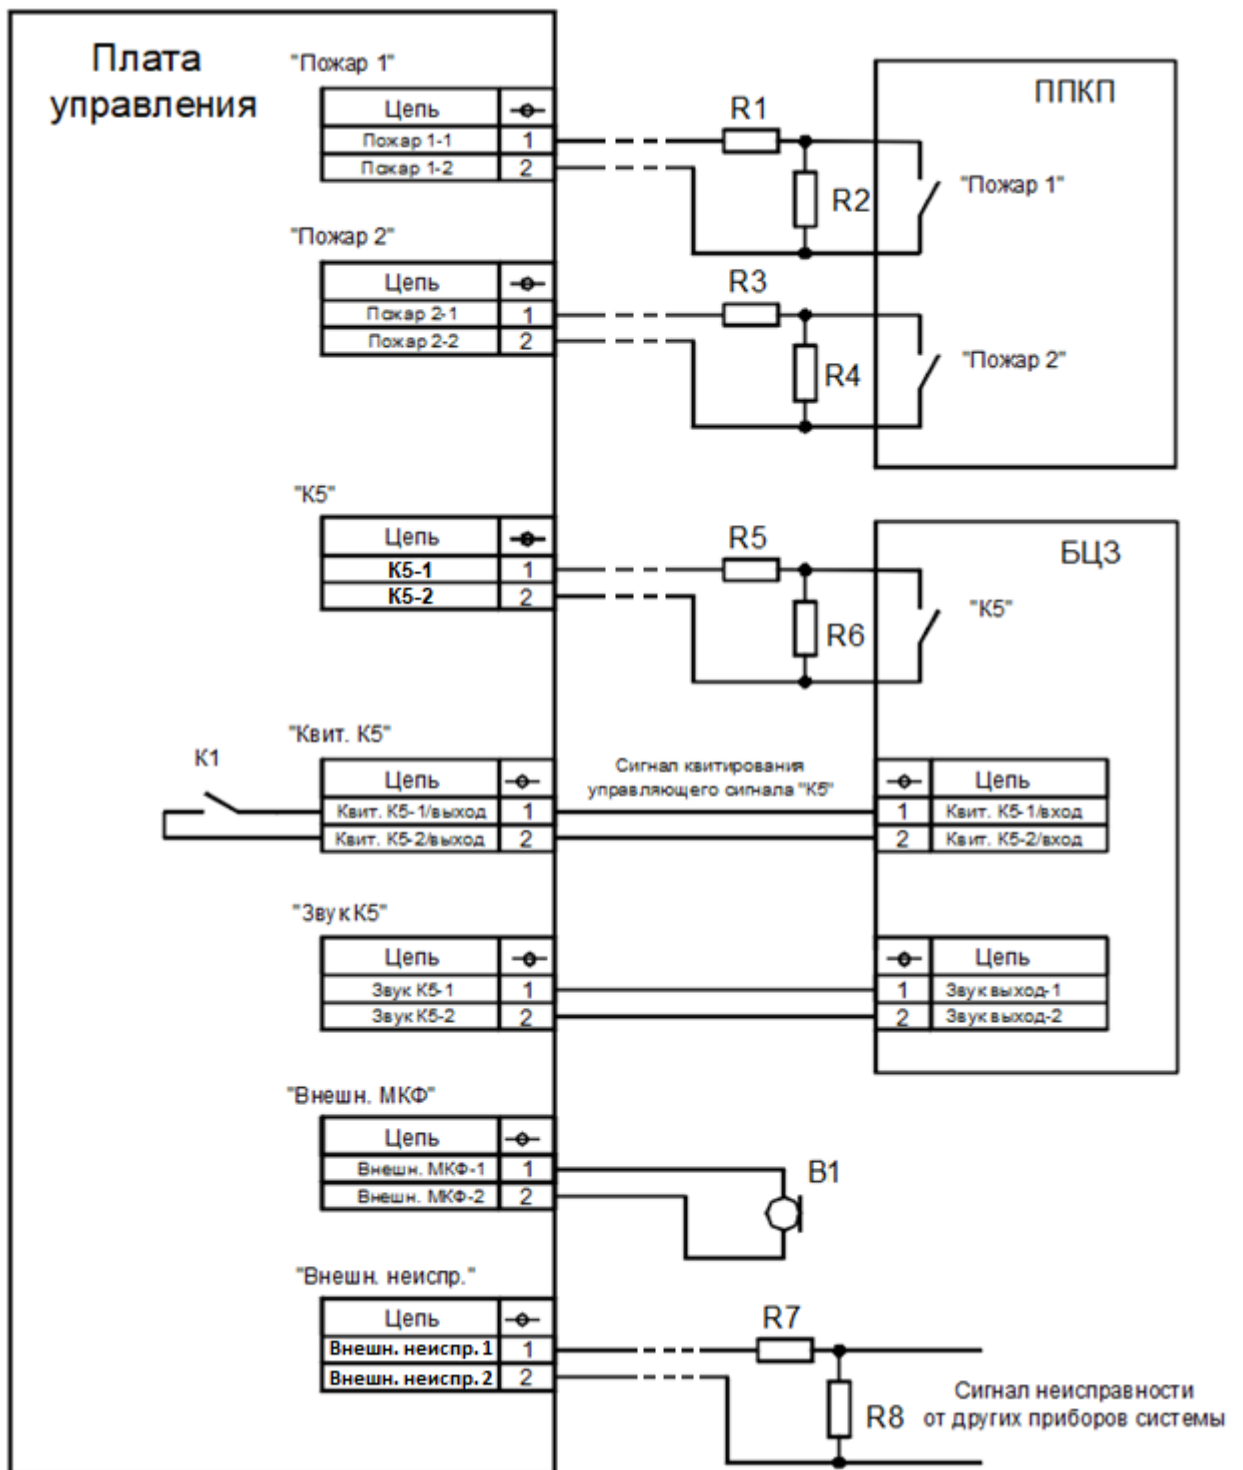 Плата
управления
"Пожар 1"
Цепь
Пожар 1-1 1
Пожар 1-2 2
R1
R2
ППКП
"Пожар 1"
"Пожар 2"
Цепь
Пожар 2-1 1
Пожар 2-2 2
R3
R4
"Пожар 2"
"К5"
Цепь
К5-1 1
К5-2 2
R5
R6
БЦЗ
"К5"
"Квит. К5"
К1
Цепь
Квит. К5-1/выход 1
Квит. К5-2/выход 2
Сигнал квитирования
управляющего сигнала "К5"
Цепь
1 Квит. К5-1/вход
2 Квит. К5-2/вход
"Звук К5"
Цепь
Звук К5-1 1
Звук К5-2 2
Цепь
1 Звук выход-1
2 Звук выход-2
"Внешн. МКФ"
Цепь
Внешн. МКФ-1 1
Внешн. МКФ-2 2
В1
"Внешн. неиспр."
Цепь
Внешн. неиспр. 1 1
Внешн. неиспр. 2 2
R7
R8
Сигнал неисправности
от других приборов системы